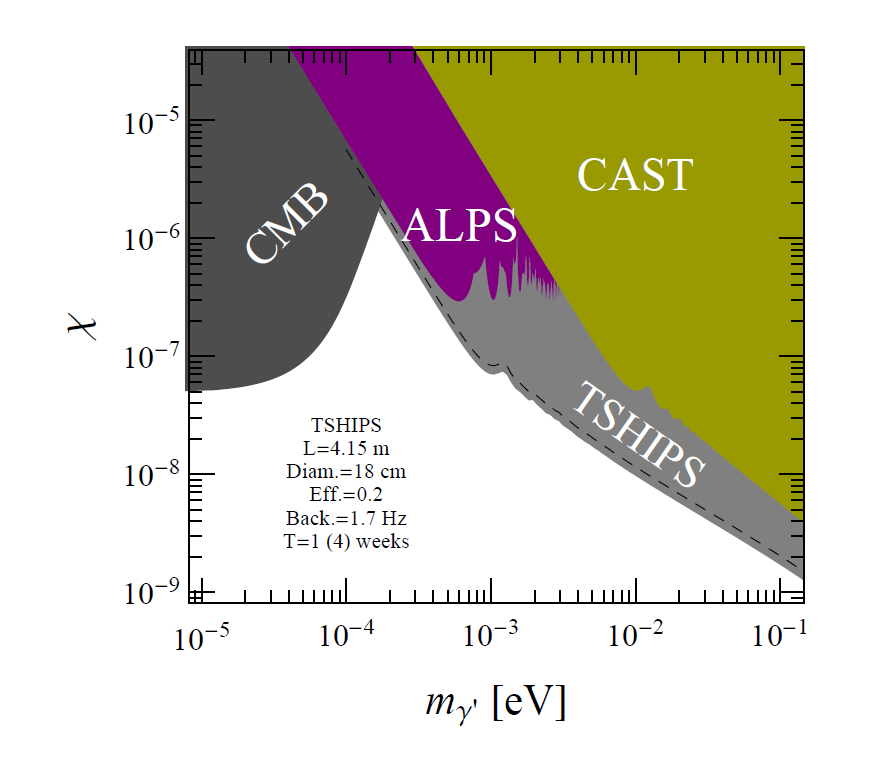 10⁻⁵
10⁻⁶
10⁻⁷
10⁻⁸
10⁻⁹
χ
CMB
ALPS
CAST
TSHIPS
TSHIPS
L=4.15 m
Diam.=18 cm
Eff.=0.2
Back.=1.7 Hz
T=1 (4) weeks
10⁻⁵ 10⁻⁴ 10⁻³ 10⁻² 10⁻¹
mγ' [eV]